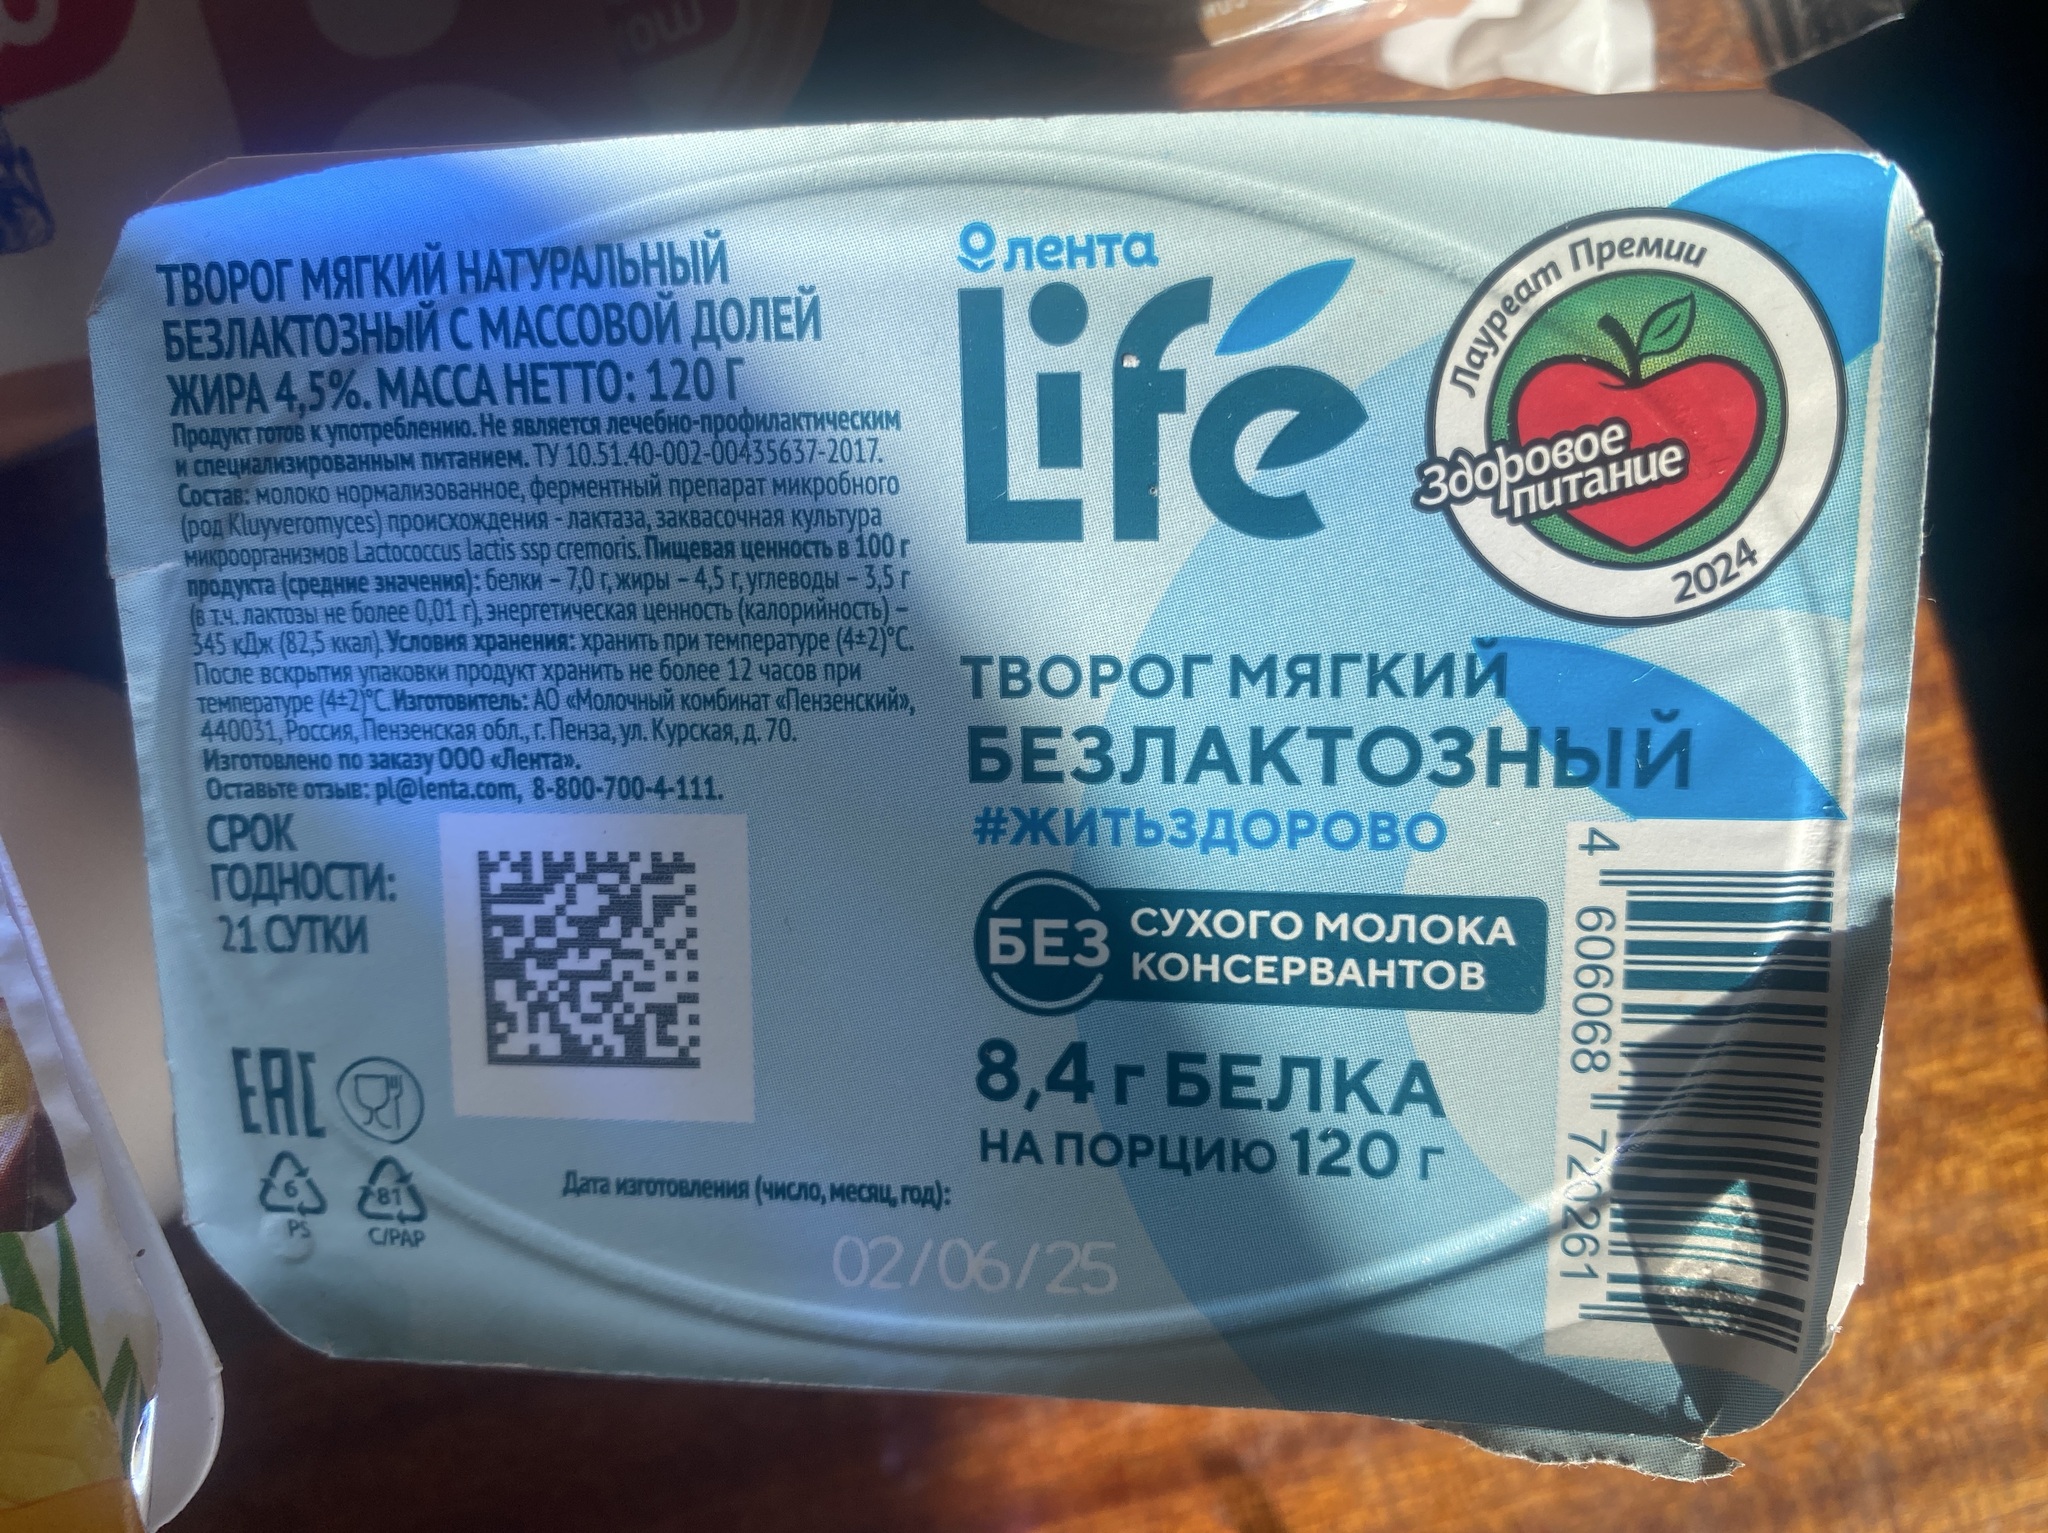 ТВОРОГ МЯГКИЙ НАТУРАЛЬНЫЙ
БЕЗЛАКТОЗНЫЙ С МАССОВОЙ ДОЛЕЙ
ЖИРА 4,5%. МАССА НЕТТО: 120 Г
Продукт готов к употреблению. Не является лечебно-профилактическим
и специализированным питанием. ТУ 10.51.40-002-00435637-2017.
Состав: молоко нормализованное, ферментный препарат микробного
(род Kluyveromyces) происхождения - лактаза, заквасочная культура
микроорганизмов Lactococcus lactis ssp cremoris. Пищевая ценность в 100 г
продукта (средние значения): белки – 7,0 г, жиры – 4,5 г, углеводы – 3,5 г
(в т.ч. лактозы не более 0,01 г), энергетическая ценность (калорийность) –
345 кДж (82,5 ккал). Условия хранения: хранить при температуре (4±2)°С.
После вскрытия упаковки продукт хранить не более 12 часов при
температуре (4±2)°С. Изготовитель: АО «Молочный комбинат «Пензенский»,
440031, Россия, Пензенская обл., г. Пенза, ул. Курская, д. 70.
Изготовлено по заказу ООО «Лента».
Оставьте отзыв: pl@lenta.com, 8-800-700-4-111.
СРОК
ГОДНОСТИ:
21 СУТКИ
EAC
6
PS
81
C/PAP
Дата изготовления (число, месяц, год):
02/06/25
лента
Life
Лауреат Премии
Здоровое
питание
2024
ТВОРОГ МЯГКИЙ
БЕЗЛАКТОЗНЫЙ
#ЖИТЬЗДОРОВО
БЕЗ
СУХОГО МОЛОКА
КОНСЕРВАНТОВ
8,4 г БЕЛКА
НА ПОРЦИЮ 120 г
4 606068 720261